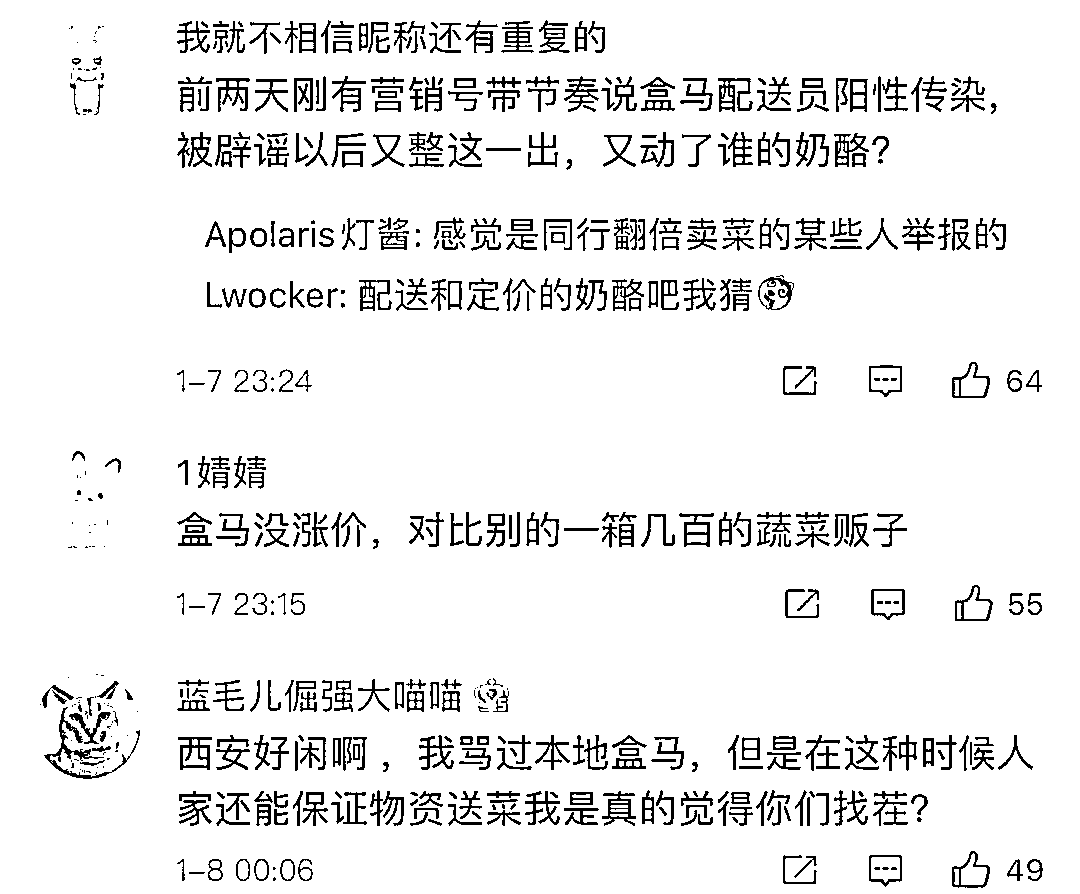 我就不相信昵称还有重复的
前两天刚有营销号带节奏说盒马配送员阳性传染，
被辟谣以后又整这一出，又动了谁的奶酪？
Apolaris灯酱: 感觉是同行翻倍卖菜的某些人举报的
Lwocker: 配送和定价的奶酪吧我猜
1-7 23:24
64
1婧婧
盒马没涨价，对比别的一箱几百的蔬菜贩子
1-7 23:15
55
蓝毛儿倔强大喵喵
西安好闲啊，我骂过本地盒马，但是在这种时候人
家还能保证物资送菜我是真的觉得你们找茬？
1-8 00:06
49